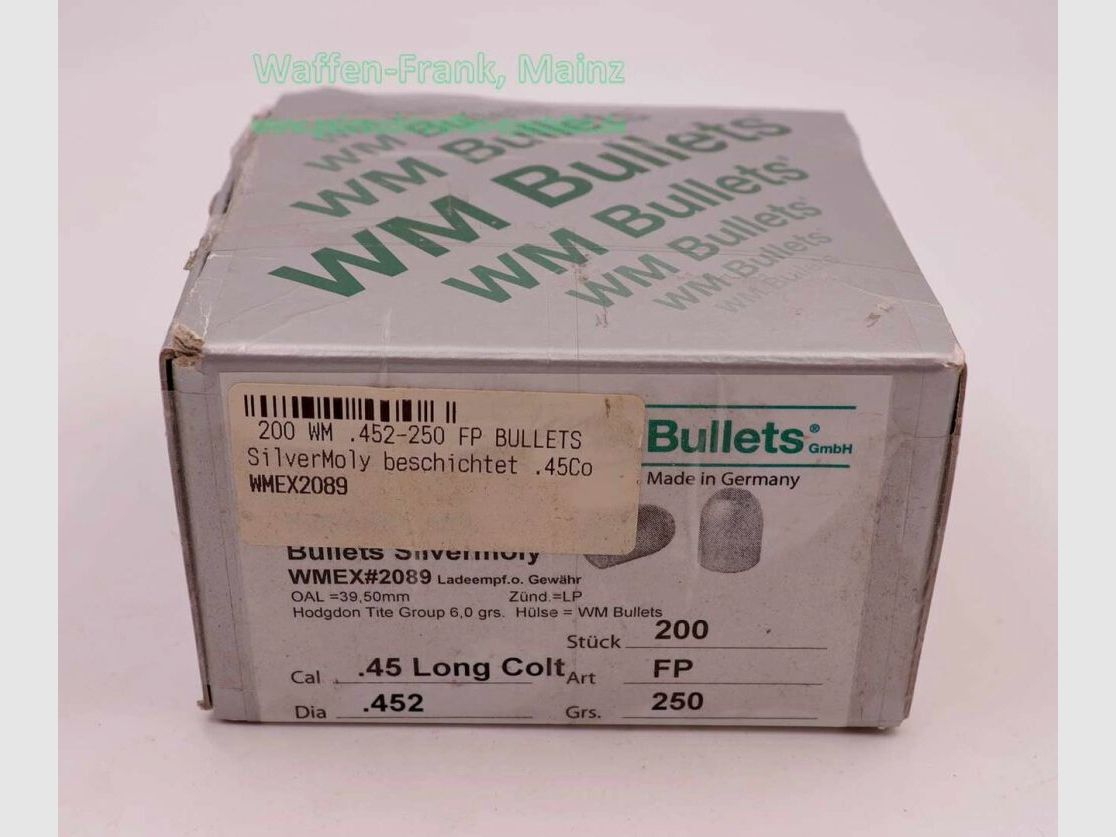 Waffen-Frank, Mainz
WM Bullets
WM Bullets
WM Bullets
WM Bullets
WM Bullets
WM Bullets
WM Bullets
200 WM .452-250 FP BULLETS
SilverMoly beschichtet .45Co
WMEX2089
Bullets® GmbH
Made in Germany
Bullets Silvermoly
WMEX#2089 Ladeempf.o. Gewähr
OAL =39,50mm Zünd.=LP
Hodgdon Tite Group 6,0 grs. Hülse = WM Bullets
Stück 200
Cal .45 Long Colt Art FP
Dia .452 Grs. 250